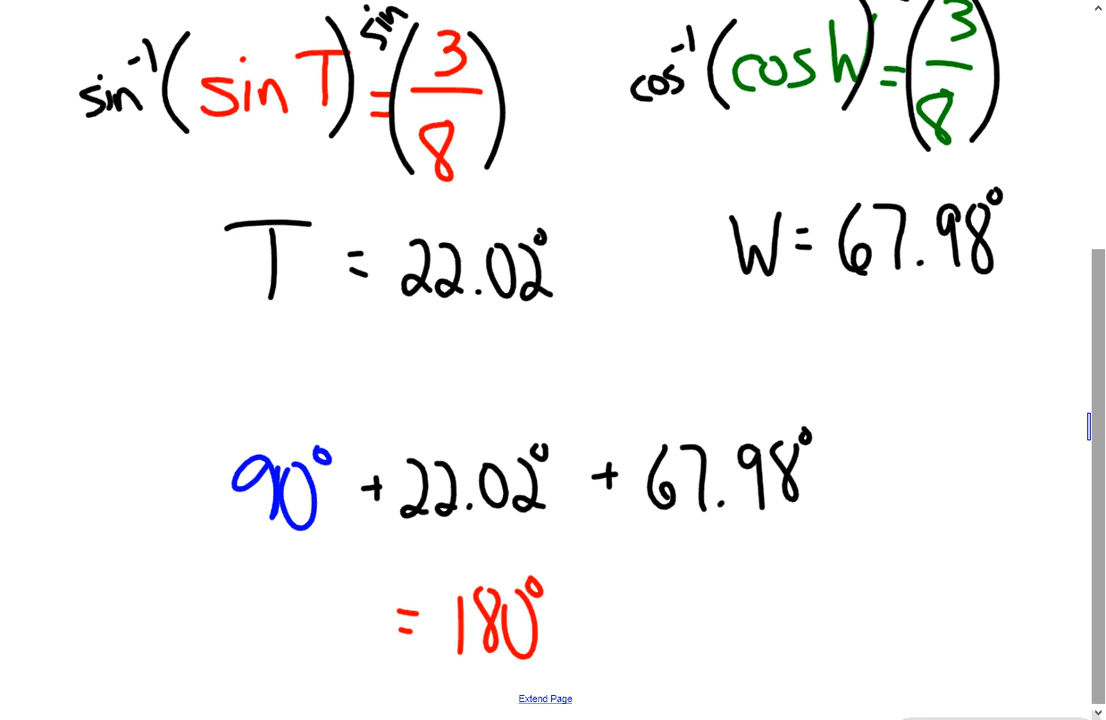 sin⁻¹(sin T) = sin(3/8)
cos⁻¹(cos W) = (3/8)
T = 22.02°
W = 67.98°
90° + 22.02° + 67.98°
= 180°
Extend Page